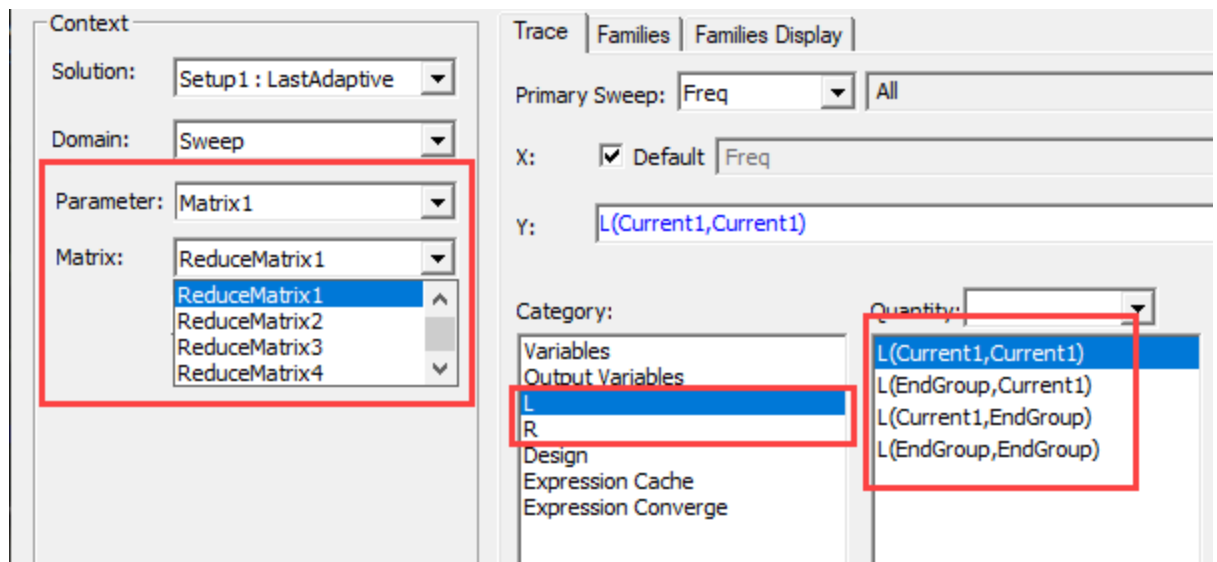 Context
Solution: Setup1 : LastAdaptive
Domain: Sweep
Parameter: Matrix1
Matrix: ReduceMatrix1
ReduceMatrix1
ReduceMatrix2
ReduceMatrix3
ReduceMatrix4
Trace Families Families Display
Primary Sweep: Freq All
X: Default Freq
Y: L(Current1,Current1)
Category:
Variables
Output Variables
L
R
Design
Expression Cache
Expression Converge
Quantity:
L(Current1,Current1)
L(EndGroup,Current1)
L(Current1,EndGroup)
L(EndGroup,EndGroup)